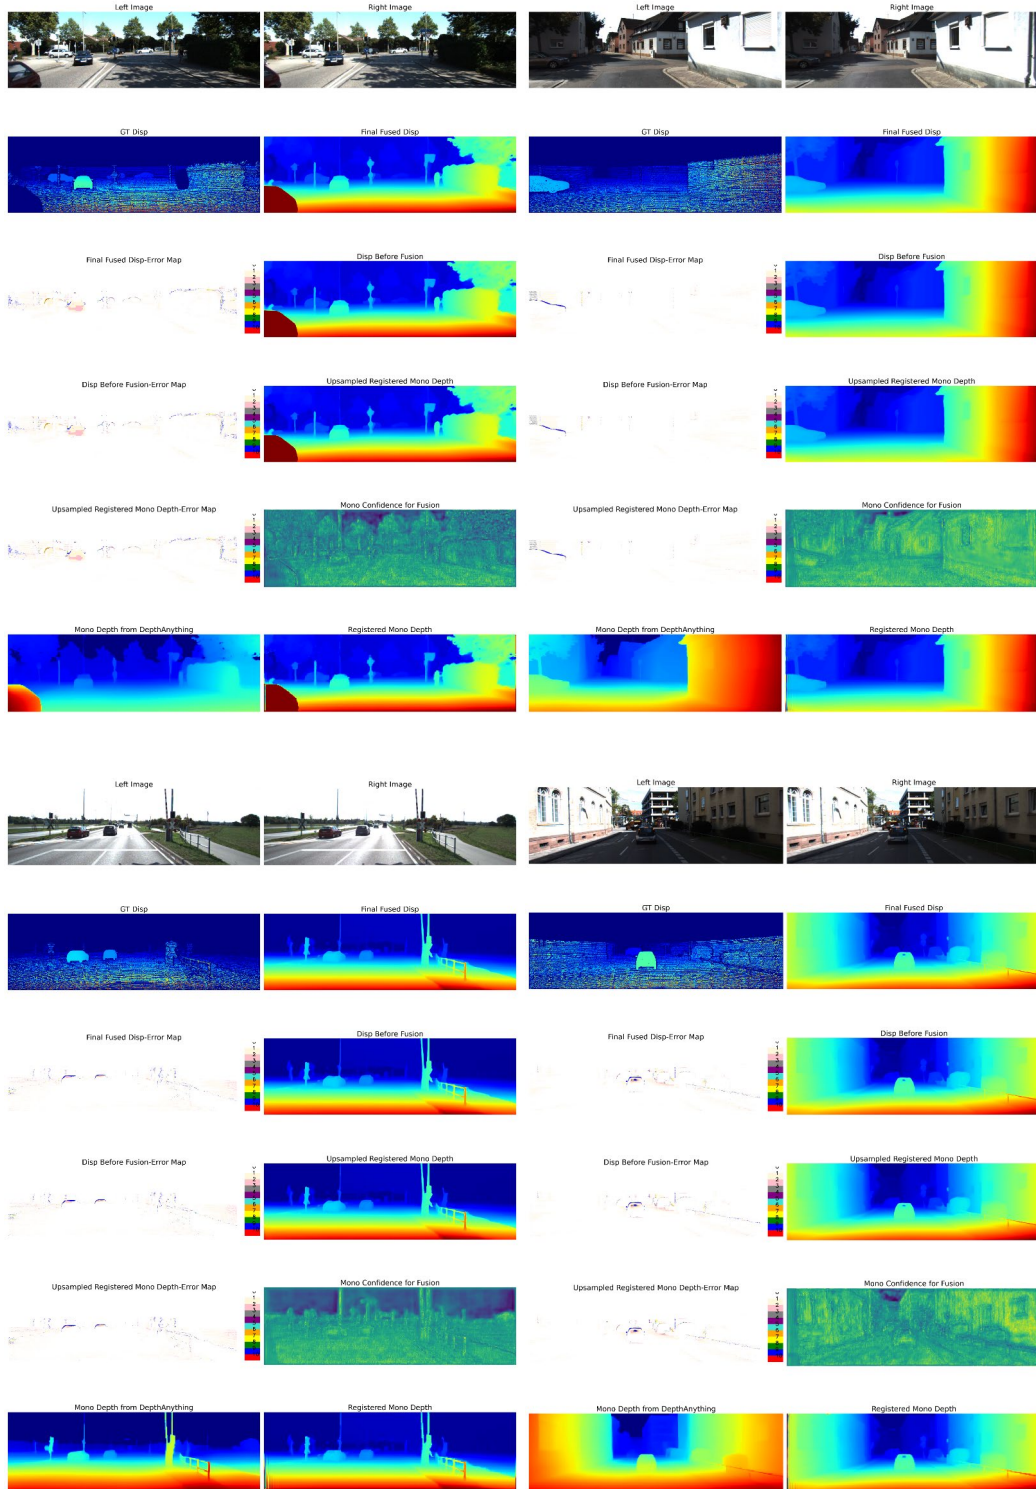 Left Image Right Image
GT Disp Final Fused Disp
Final Fused Disp-Error Map Disp Before Fusion
Disp Before Fusion-Error Map Upsampled Registered Mono Depth
Upsampled Registered Mono Depth-Error Map Mono Confidence for Fusion
Mono Depth from DepthAnything Registered Mono Depth
Left Image Right Image
GT Disp Final Fused Disp
Final Fused Disp-Error Map Disp Before Fusion
Disp Before Fusion-Error Map Upsampled Registered Mono Depth
Upsampled Registered Mono Depth-Error Map Mono Confidence for Fusion
Mono Depth from DepthAnything Registered Mono Depth
Left Image Right Image
GT Disp Final Fused Disp
Final Fused Disp-Error Map Disp Before Fusion
Disp Before Fusion-Error Map Upsampled Registered Mono Depth
Upsampled Registered Mono Depth-Error Map Mono Confidence for Fusion
Mono Depth from DepthAnything Registered Mono Depth
Left Image Right Image
GT Disp Final Fused Disp
Final Fused Disp-Error Map Disp Before Fusion
Disp Before Fusion-Error Map Upsampled Registered Mono Depth
Upsampled Registered Mono Depth-Error Map Mono Confidence for Fusion
Mono Depth from DepthAnything Registered Mono Depth